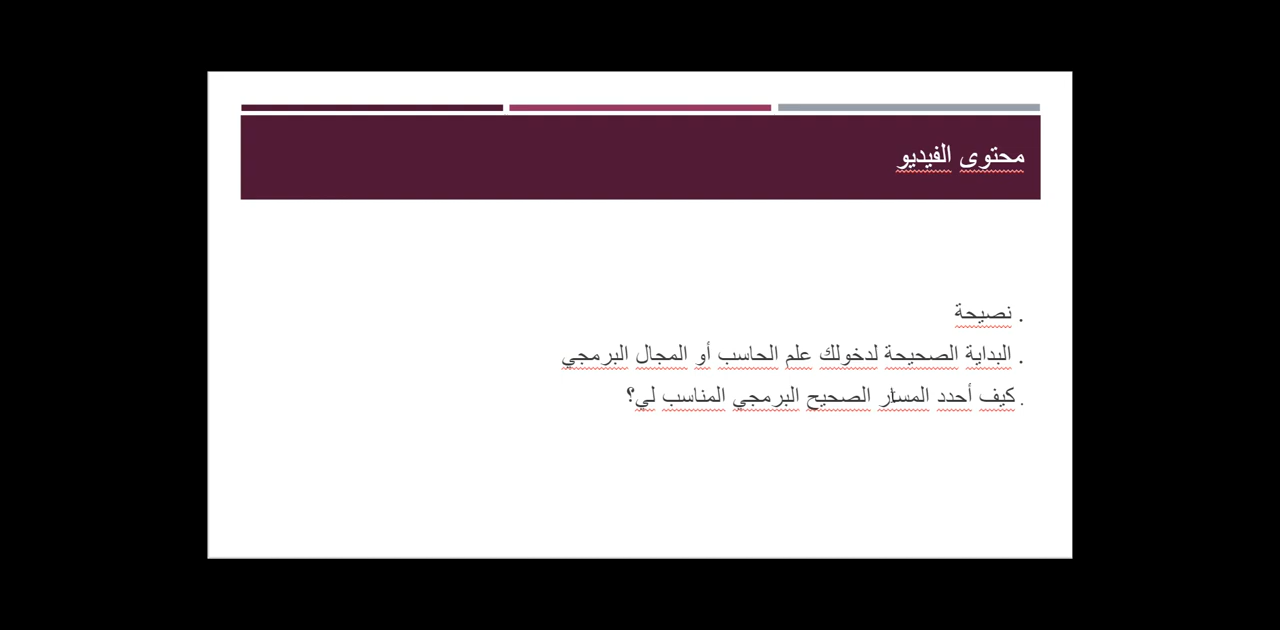 محتوى الفيديو
. نصيحة
. البداية الصحيحة لدخولك علم الحاسب أو المجال البرمجي
. كيف أحدد المسار الصحيح البرمجي المناسب لي؟